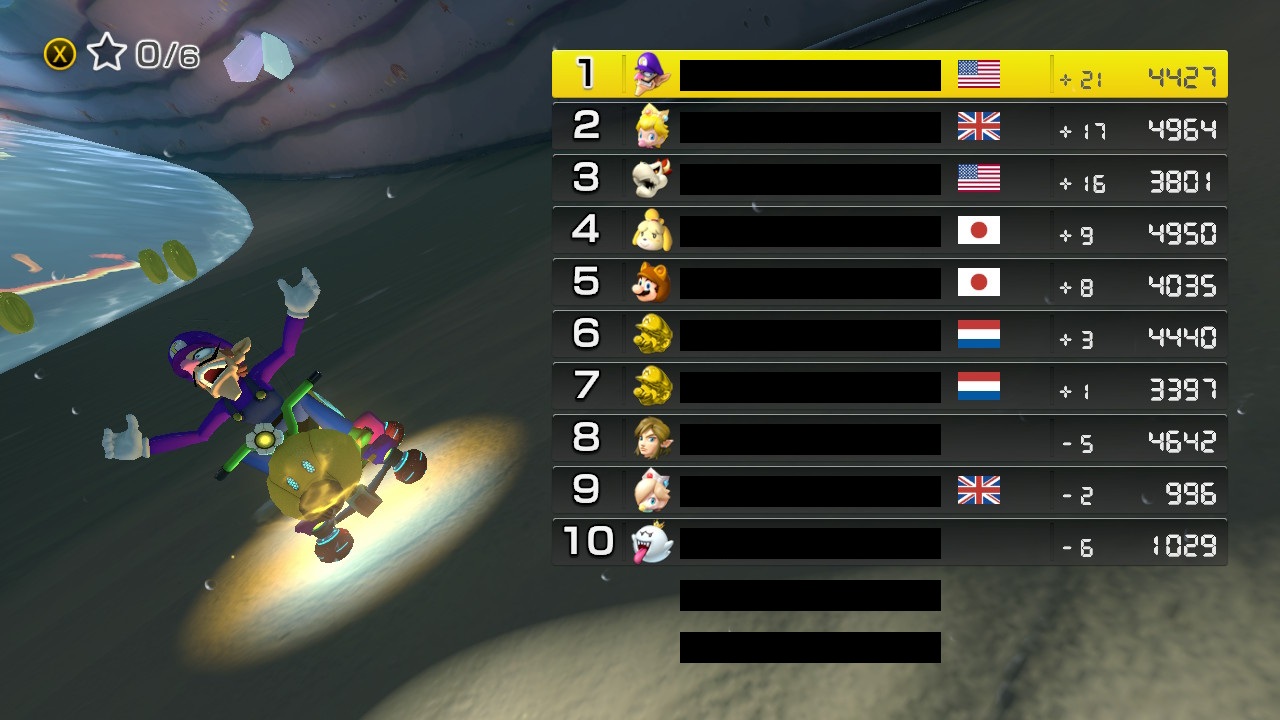 X 0/6
1 + 21 4427
2 + 17 4964
3 + 16 3801
4 + 9 4950
5 + 8 4035
6 + 3 4440
7 + 1 3397
8 - 5 4642
9 - 2 996
10 - 6 1029